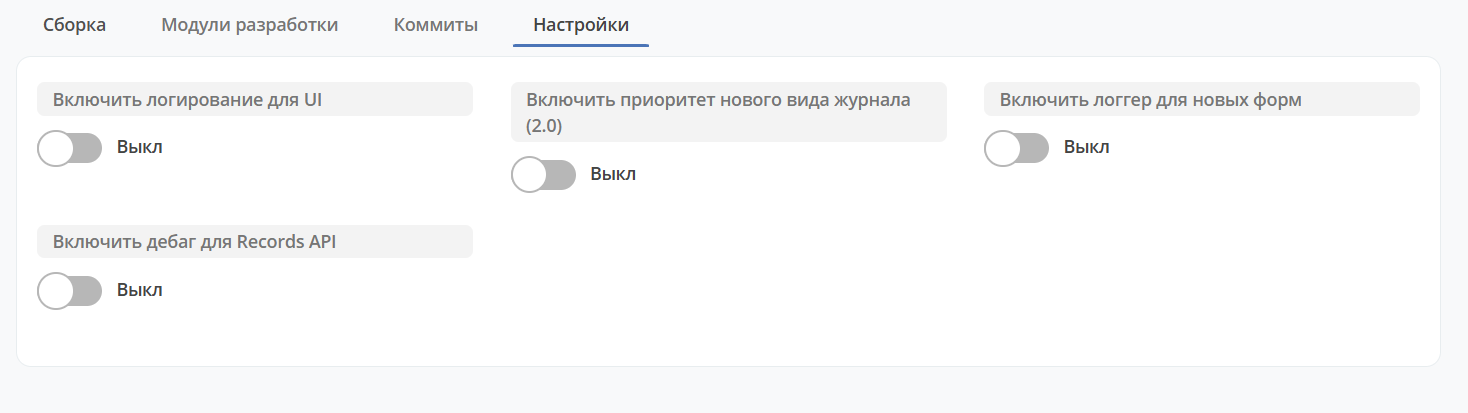 Сборка Модули разработки Коммиты Настройки
Включить логирование для UI
Выкл
Включить приоритет нового вида журнала
(2.0)
Выкл
Включить логгер для новых форм
Выкл
Включить дебаг для Records API
Выкл